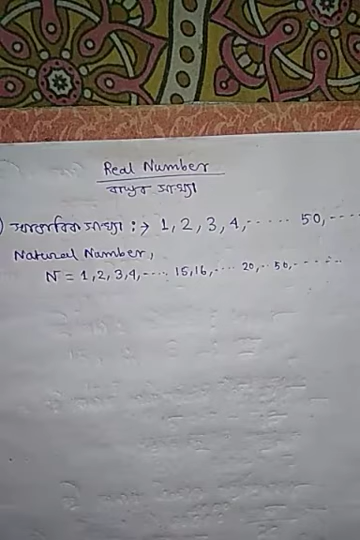 Real Number
বাস্তব সংখ্যা
) স্বাভাবিক সংখ্যা :→ 1, 2, 3, 4, ...... 50, ....
Natural Number,
N = 1, 2, 3, 4, ..... 15, 16, .... 20, .. 50, .......